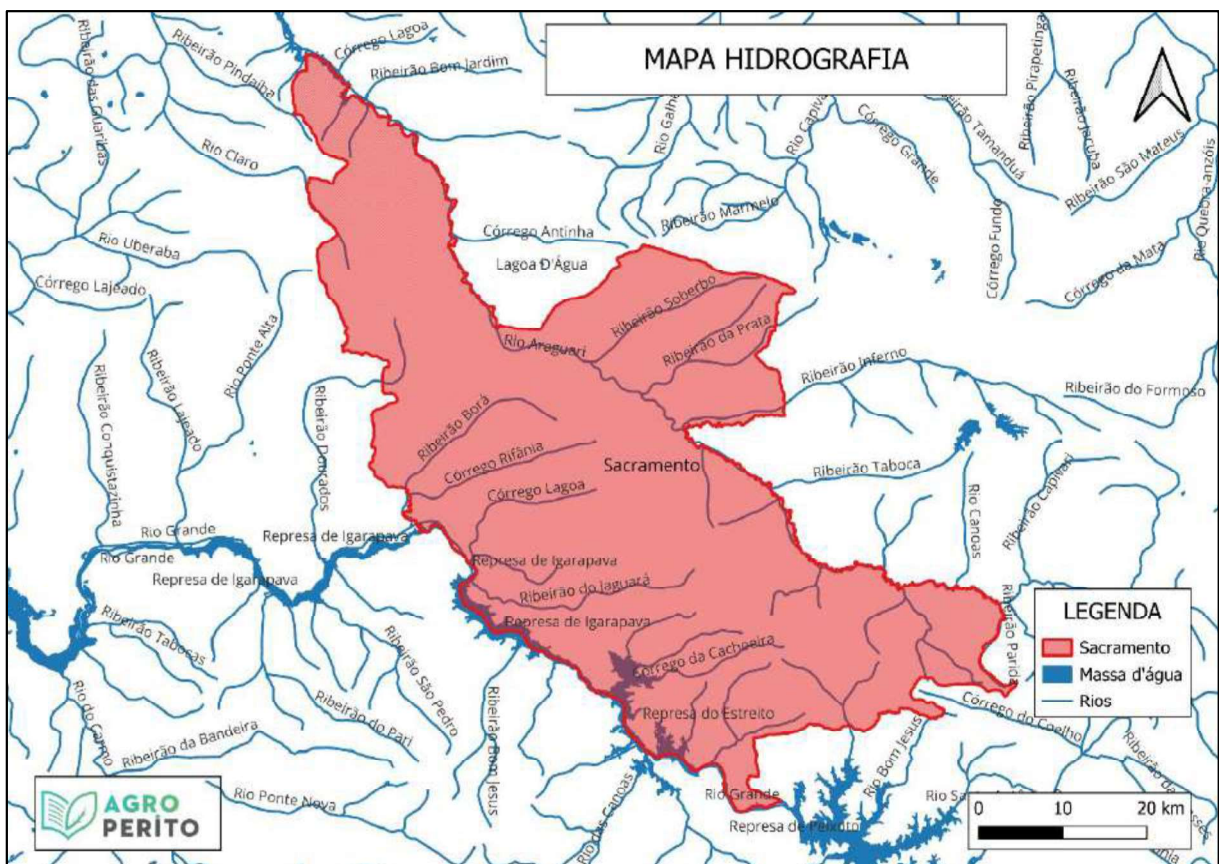 MAPA HIDROGRAFIA
Córrego Lagoa
Ribeirão Bom Jardim
Ribeirão Pindaíba
Ribeirão das Guaribas
Rio Claro
Rio Uberaba
Córrego Lajeado
Rio Ponte Alta
Ribeirão Lajeado
Ribeirão Conquistazinha
Ribeirão Dourados
Rio Galhe
Rio Capiva
Córrego Grande
Ribeirão Tamanduá
Ribeirão Pirapetinga
Ribeirão Jacuba
Ribeirão São Mateus
Rio Quebra-anzóis
Ribeirão Marmelo
Córrego Fundo
Córrego da Mata
Córrego Antinha
Lagoa D'Água
Ribeirão Soberbo
Ribeirão da Prata
Rio Araguari
Ribeirão Inferno
Ribeirão do Formoso
Ribeirão Borá
Córrego Rifânia
Sacramento
Córrego Lagoa
Ribeirão Taboca
Rio Canoas
Ribeirão Capivari
Rio Grande
Rio Grande
Represa de Igarapava
Represa de Igarapava
Represa de Igarapava
Ribeirão do Jaguará
Represa de Igarapava
Córrego da Cachoeira
Represa do Estreito
Ribeirão Parida
Ribeirão Tabocas
Ribeirão São Pedro
Ribeirão do Pari
Rio do Carmo
Ribeirão da Bandeira
Ribeirão Bom Jesus
Rio Ponte Nova
Rio das Canoas
Rio Grande
Represa de Peixoto
Rio Bom Jesus
Córrego do Coelho
LEGENDA
Sacramento
Massa d'água
Rios
0 10 20 km
AGRO
PERITO